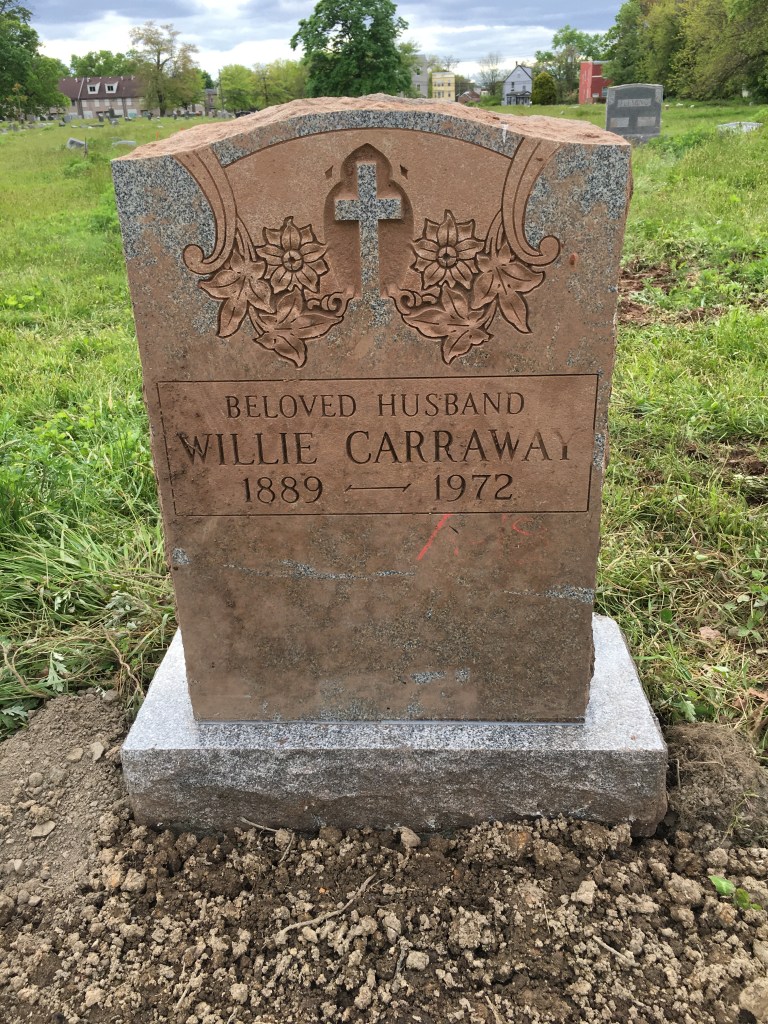 BELOVED HUSBAND
WILLIE CARRAWAY
1889 — 1972